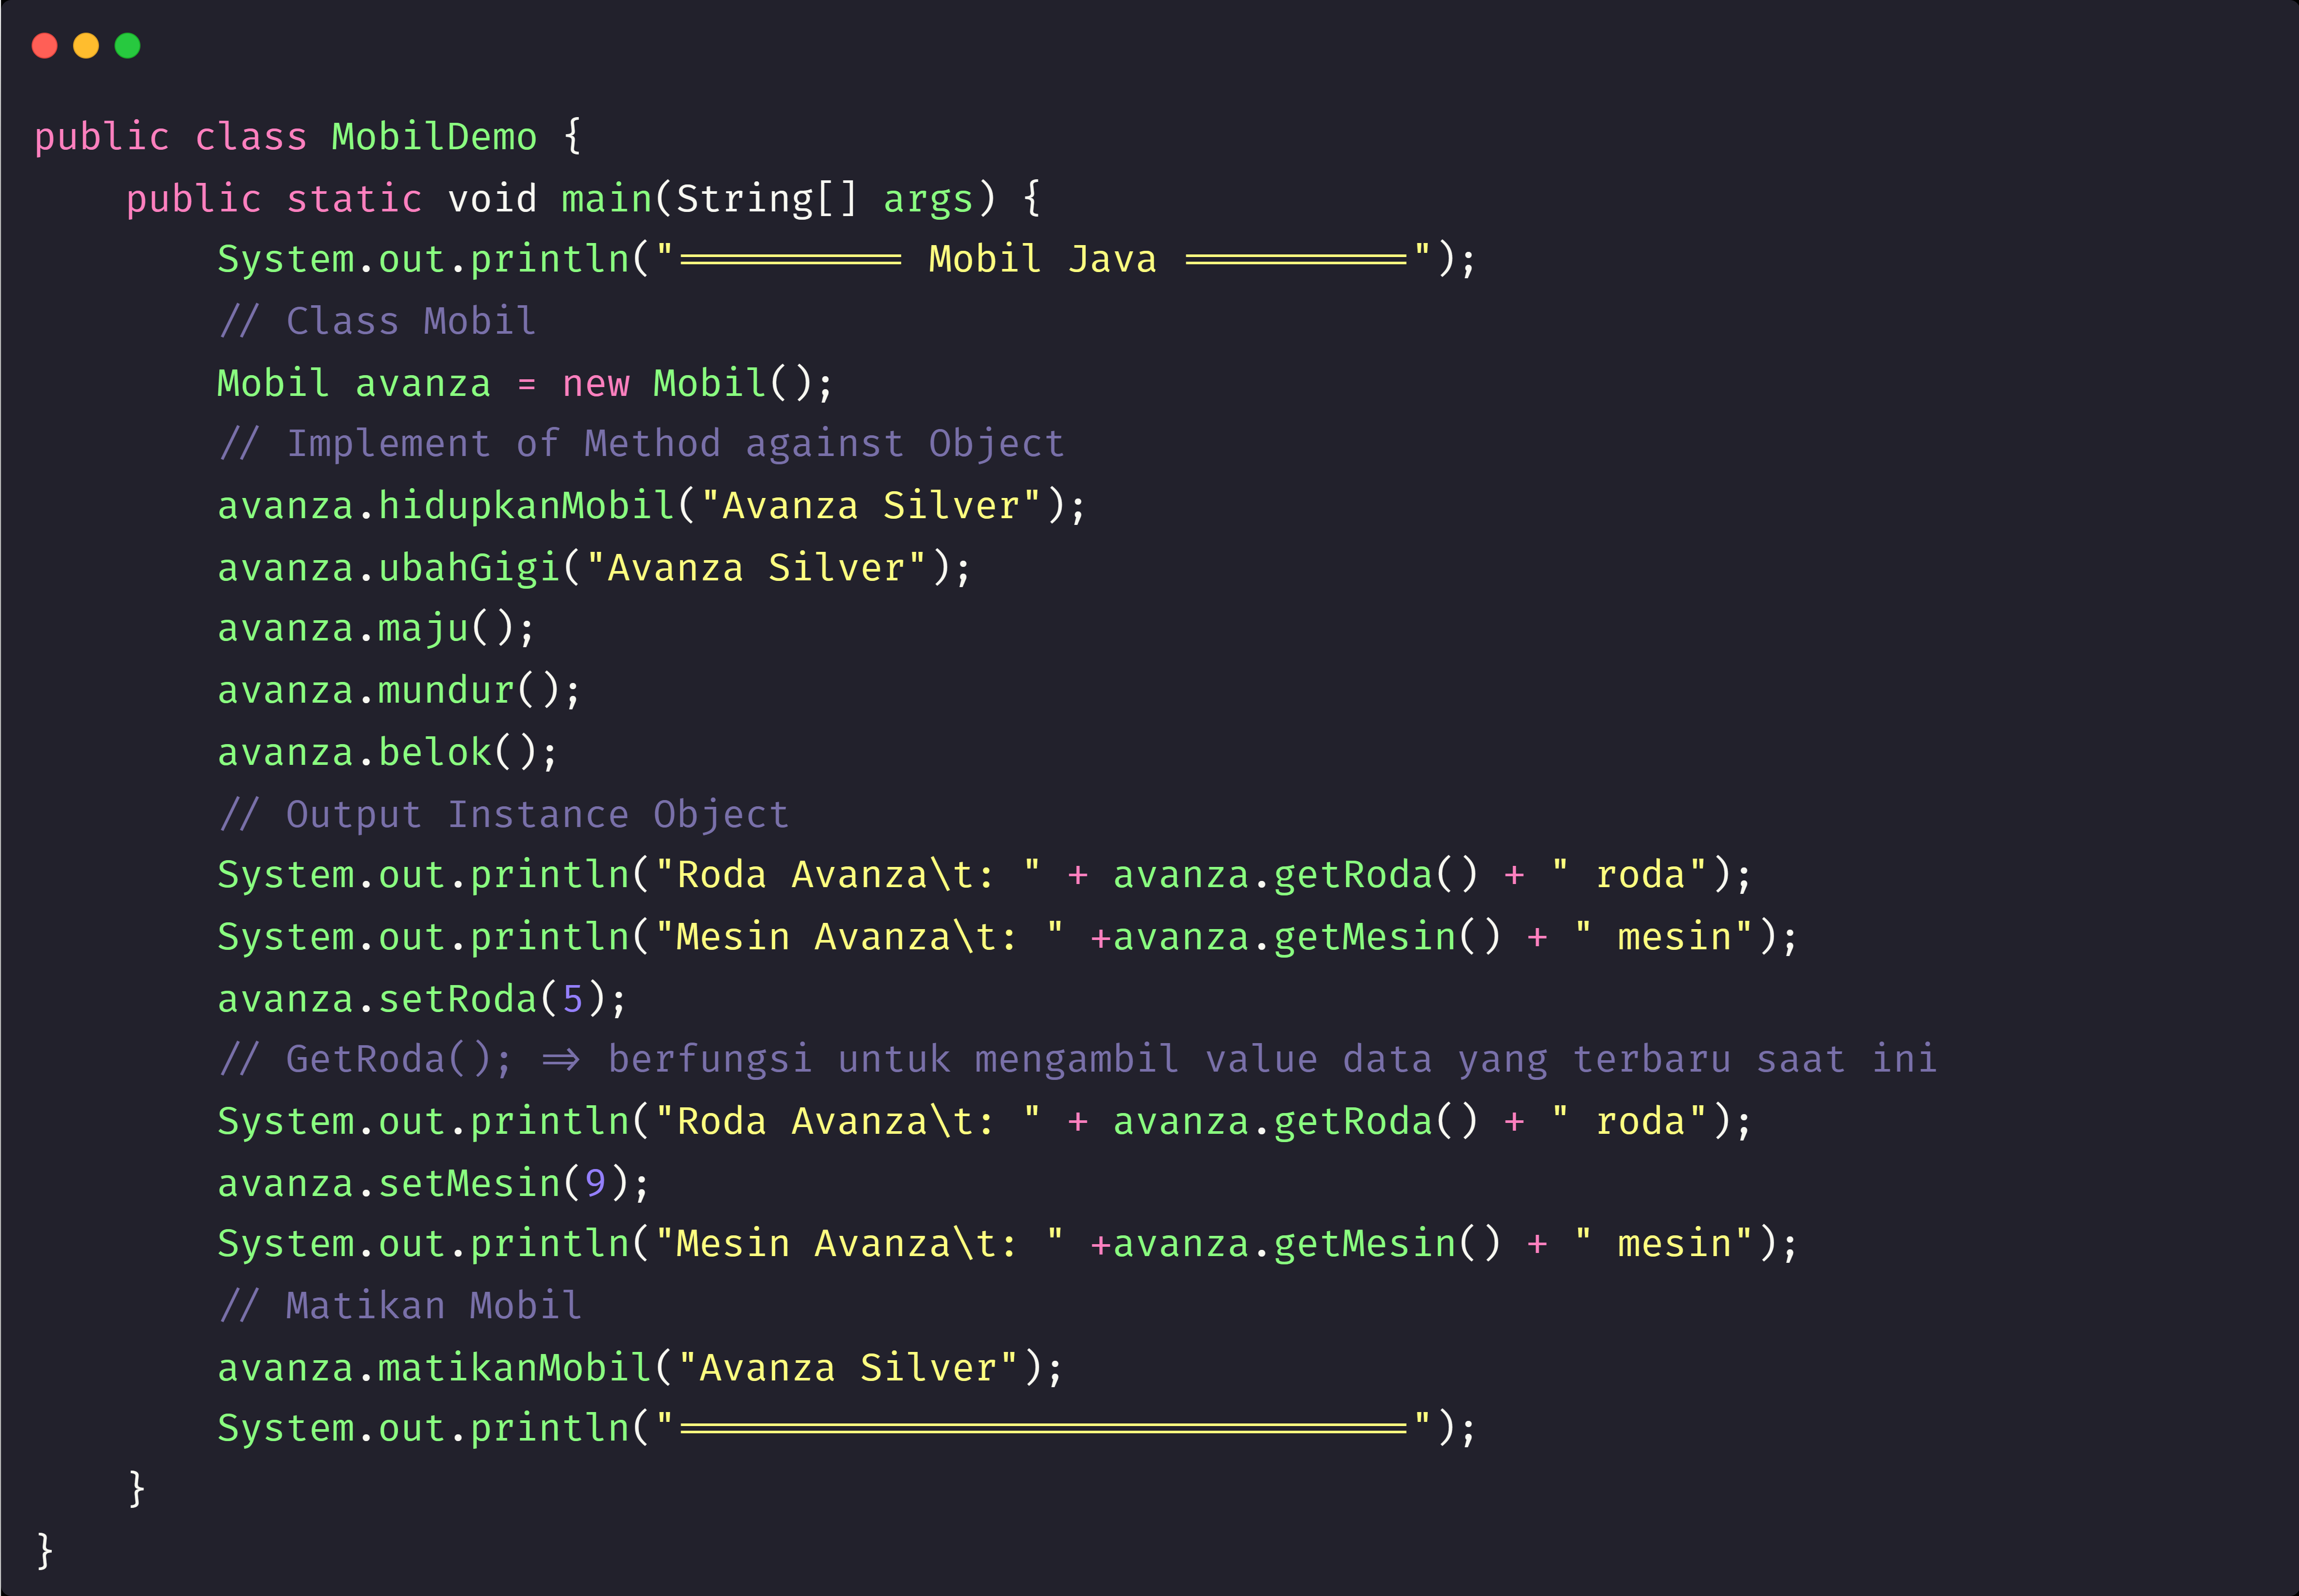 public class MobilDemo {
public static void main(String[] args) {
System.out.println("========== Mobil Java ==========");
// Class Mobil
Mobil avanza = new Mobil();
// Implement of Method against Object
avanza.hidupkanMobil("Avanza Silver");
avanza.ubahGigi("Avanza Silver");
avanza.maju();
avanza.mundur();
avanza.belok();
// Output Instance Object
System.out.println("Roda Avanza\t: " + avanza.getRoda() + " roda");
System.out.println("Mesin Avanza\t: " +avanza.getMesin() + " mesin");
avanza.setRoda(5);
// GetRoda(); => berfungsi untuk mengambil value data yang terbaru saat ini
System.out.println("Roda Avanza\t: " + avanza.getRoda() + " roda");
avanza.setMesin(9);
System.out.println("Mesin Avanza\t: " +avanza.getMesin() + " mesin");
// Matikan Mobil
avanza.matikanMobil("Avanza Silver");
System.out.println("================================");
}
}